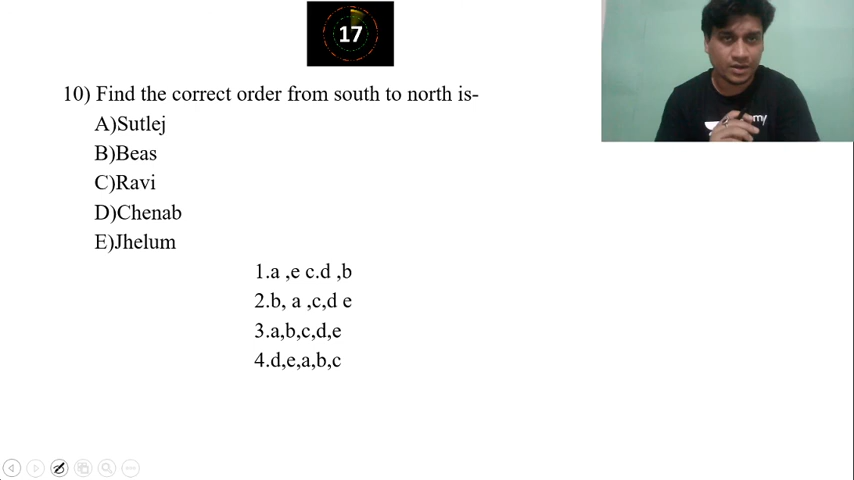 17
10) Find the correct order from south to north is-
A)Sutlej
B)Beas
C)Ravi
D)Chenab
E)Jhelum
1.a ,e c.d ,b
2.b, a ,c,d e
3.a,b,c,d,e
4.d,e,a,b,c